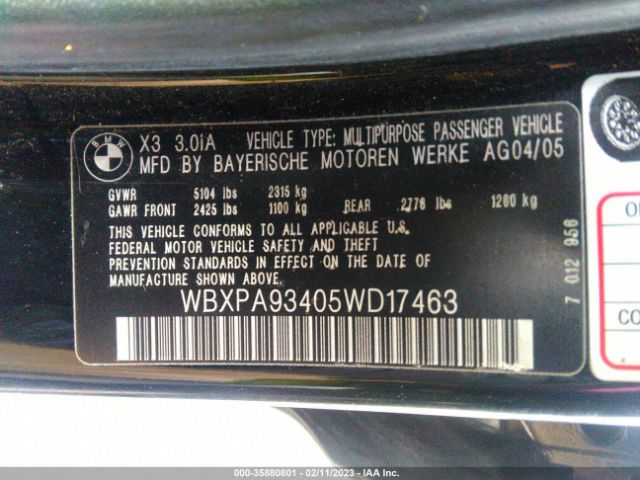 BMW
X3 3.0iA VEHICLE TYPE: MULTIPURPOSE PASSENGER VEHICLE
MFD BY BAYERISCHE MOTOREN WERKE AG04/05
GVWR 5104 lbs 2315 kg
GAWR FRONT 2425 lbs 1100 kg REAR 2778 lbs 1260 kg
THIS VEHICLE CONFORMS TO ALL APPLICABLE U.S.
FEDERAL MOTOR VEHICLE SAFETY AND THEFT
PREVENTION STANDARDS IN EFFECT ON THE DATE OF
MANUFACTURE SHOWN ABOVE.
WBXPA93405WD17463
7 012 958
000-35880801 - 02/11/2023 - IAA Inc.